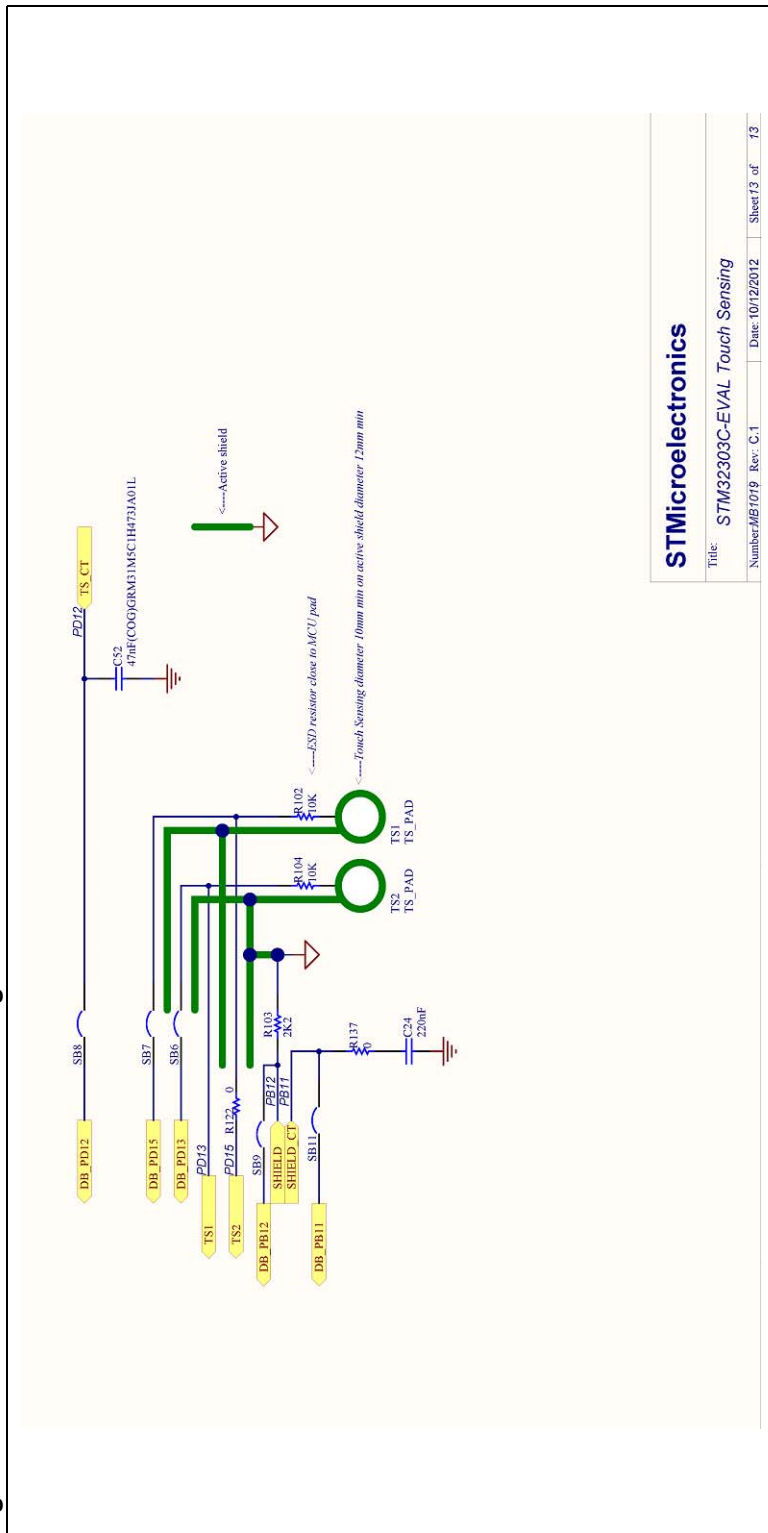 DB_PD12
SB8
PD12
TS_CT
C52
47nF(COG)GRM31M5C1H473JA01L
<----Active shield
DB_PD15
SB7
DB_PD13
SB6
TS1
PD13
TS2
PD15
R122
0
R104
10K
R102
10K
<----ESD resistor close to MCU pad
<----Touch Sensing diameter 10mm min on active shield diameter 12mm min
TS2
TS_PAD
TS1
TS_PAD
DB_PB12
SB9
SHIELD
PB12
SHIELD_CT
PB11
R103
2K2
DB_PB11
SB11
R137
0
C24
220nF
STMicroelectronics
Title:
STM32303C-EVAL Touch Sensing
Number:MB1019 Rev: C.1 Date:10/12/2012 Sheet13 of 13